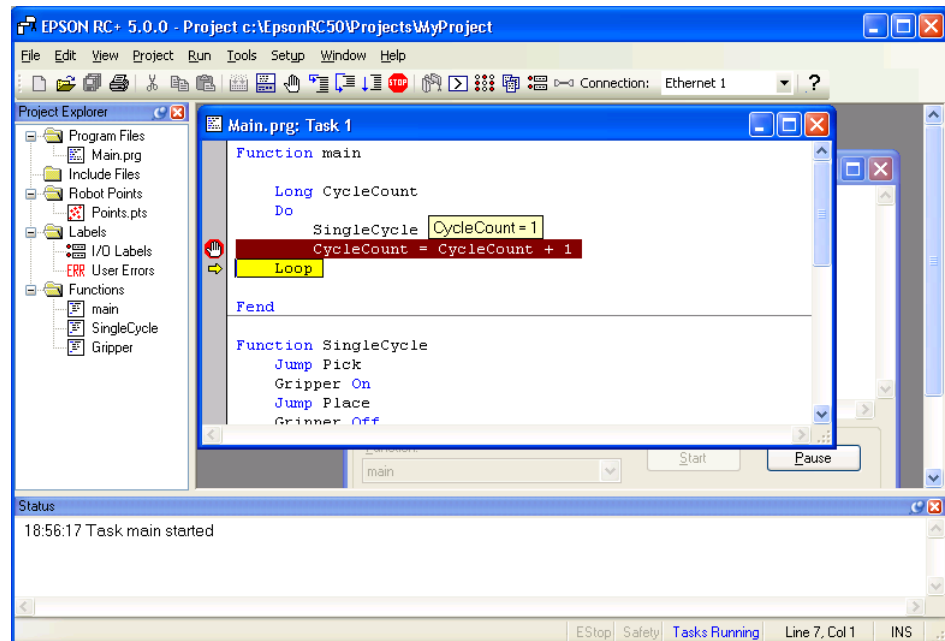 EPSON RC+ 5.0.0 - Project c:\EpsonRC50\Projects\MyProject
File Edit View Project Run Tools Setup Window Help
STOP Connection: Ethernet 1 ?
Project Explorer
Program Files
Main.prg
Include Files
Robot Points
Points.pts
Labels
I/O Labels
ERR User Errors
Functions
main
SingleCycle
Gripper
Main.prg: Task 1
Function main
Long CycleCount
Do
SingleCycle
CycleCount = 1
CycleCount = CycleCount + 1
Loop
Fend
Function SingleCycle
Jump Pick
Gripper On
Jump Place
Gripper Off
Function:
main
Start
Pause
Status
18:56:17 Task main started
EStop Safety Tasks Running Line 7, Col 1 INS